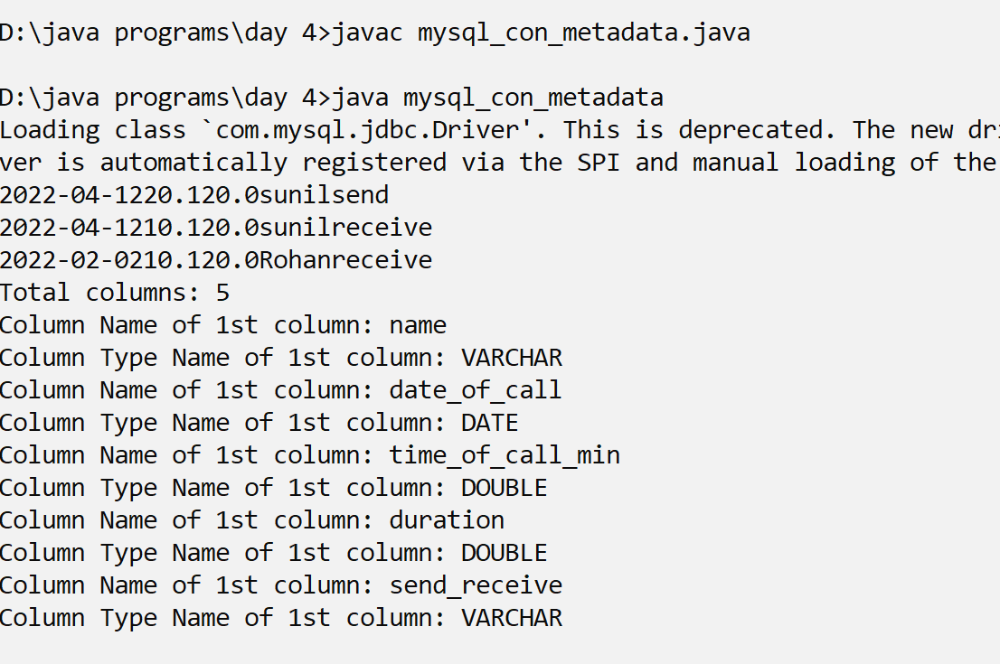 D:\java programs\day 4>javac mysql_con_metadata.java
D:\java programs\day 4>java mysql_con_metadata
Loading class `com.mysql.jdbc.Driver'. This is deprecated. The new dri
ver is automatically registered via the SPI and manual loading of the
2022-04-1220.120.0sunilsend
2022-04-1210.120.0sunilreceive
2022-02-0210.120.0Rohanreceive
Total columns: 5
Column Name of 1st column: name
Column Type Name of 1st column: VARCHAR
Column Name of 1st column: date_of_call
Column Type Name of 1st column: DATE
Column Name of 1st column: time_of_call_min
Column Type Name of 1st column: DOUBLE
Column Name of 1st column: duration
Column Type Name of 1st column: DOUBLE
Column Name of 1st column: send_receive
Column Type Name of 1st column: VARCHAR